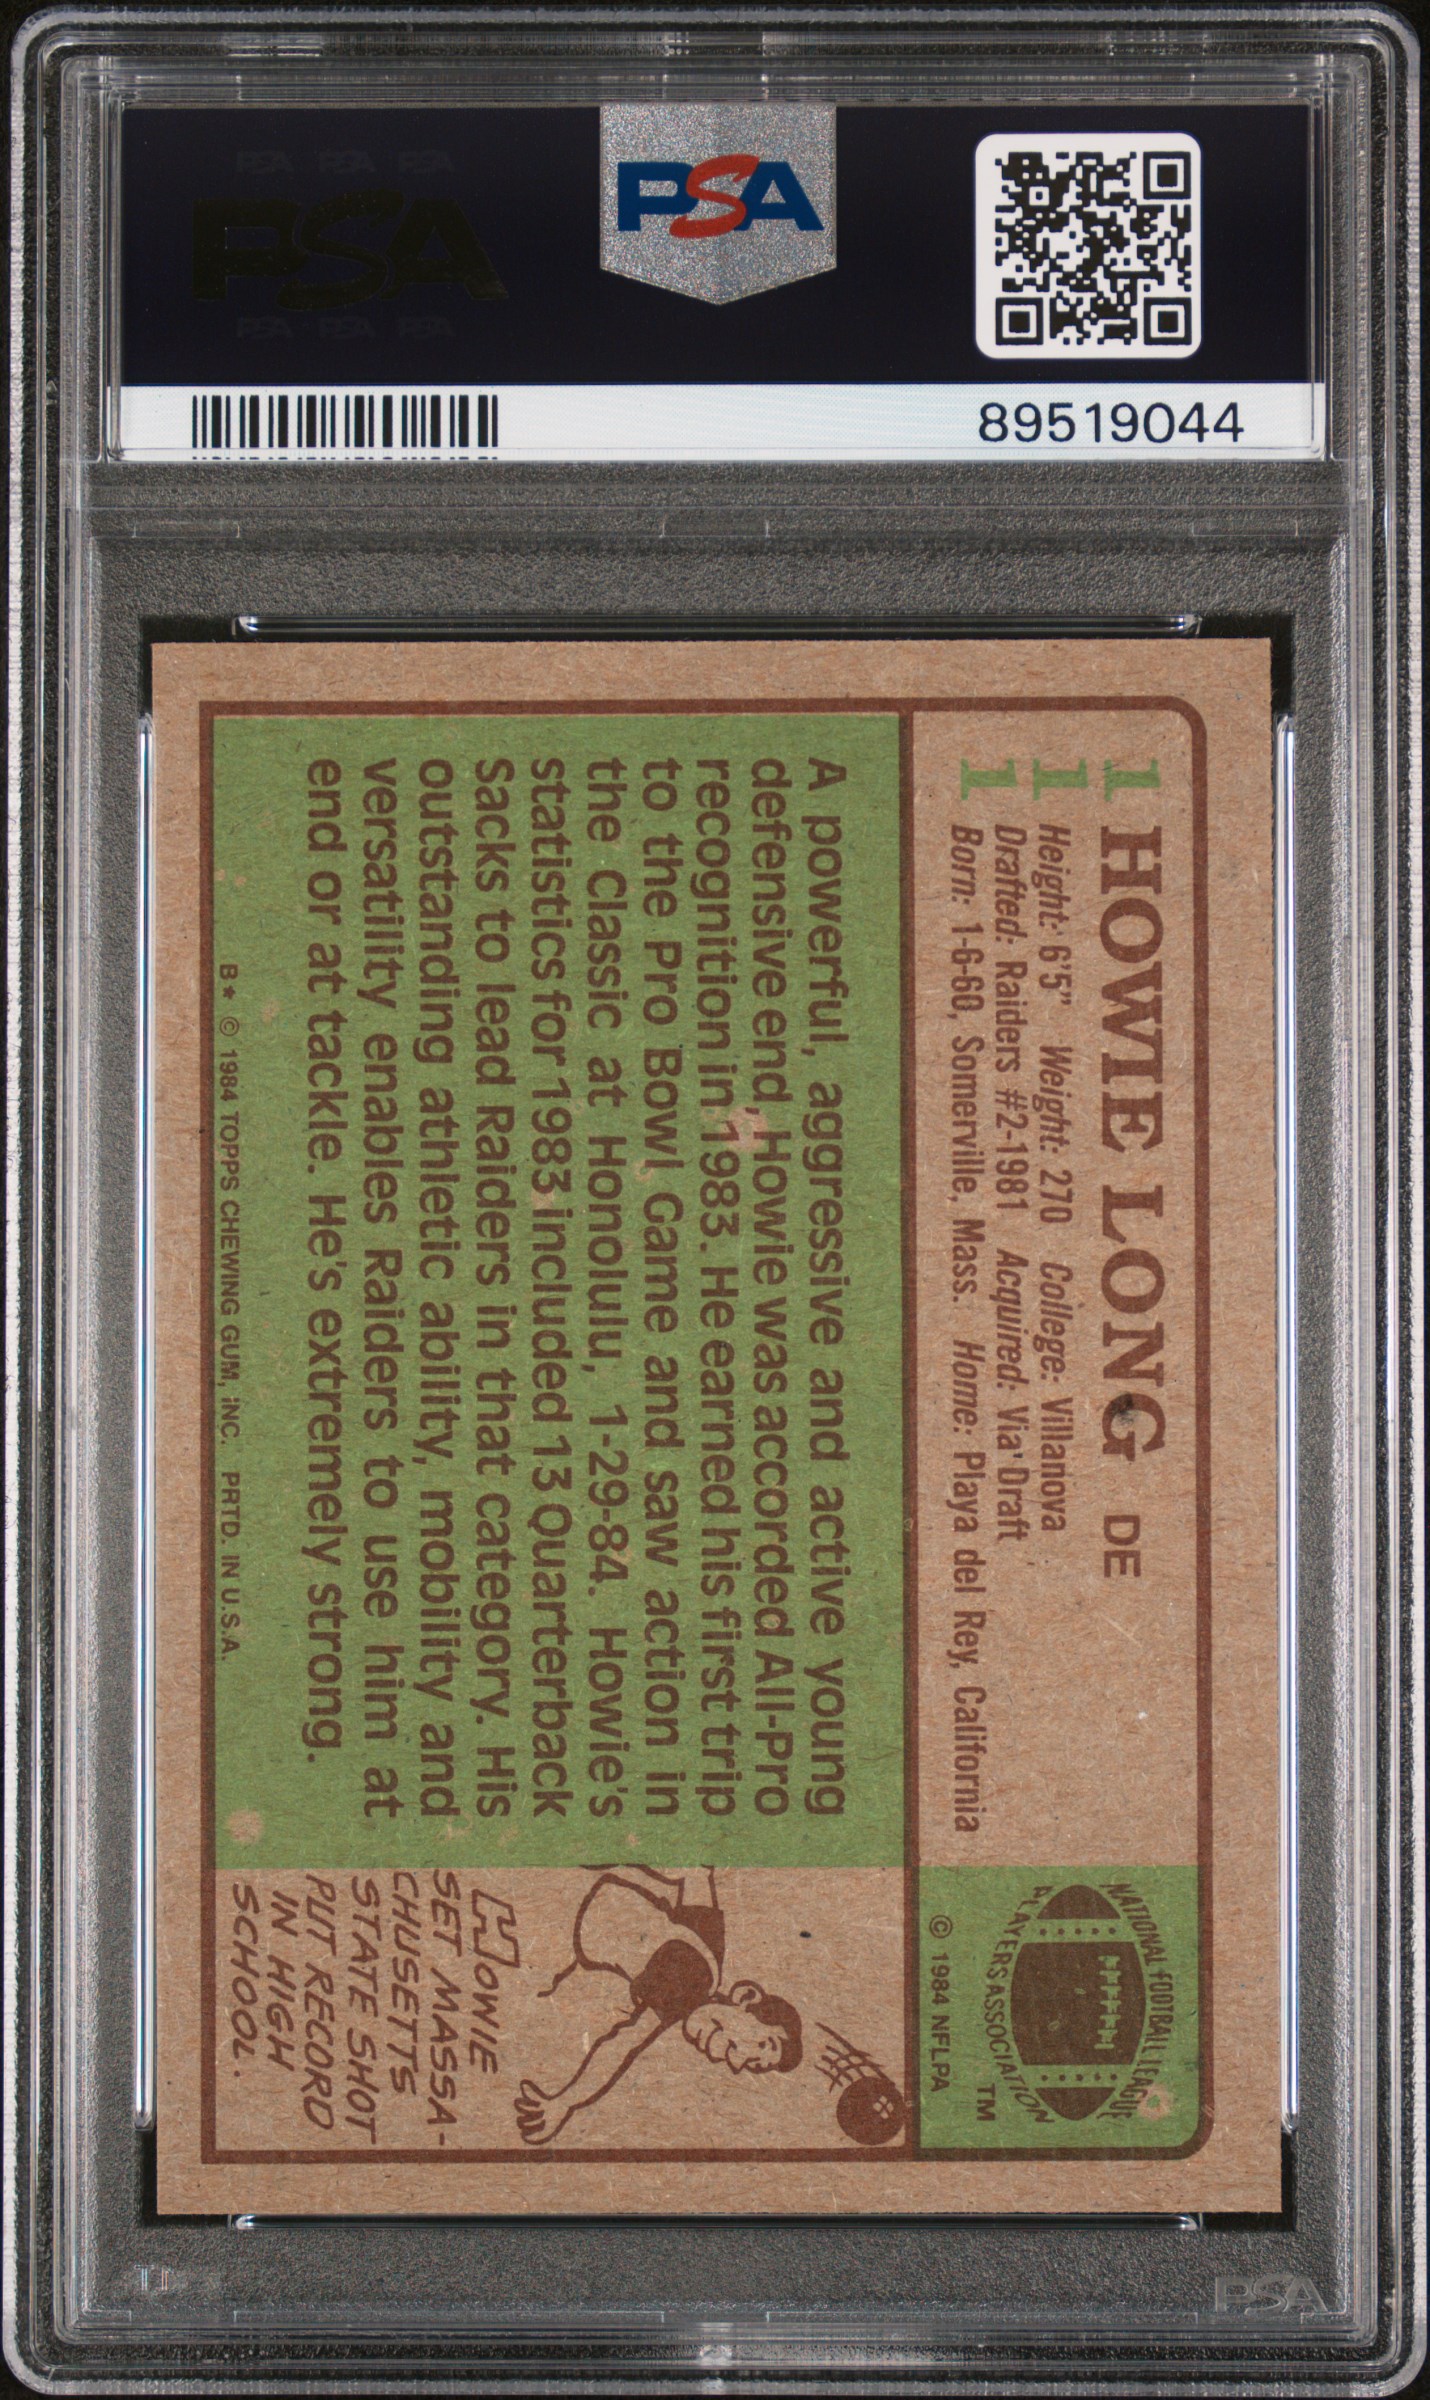 PSA PSA PSA
PSA
PSA PSA PSA
PSA
89519044
111 HOWIE LONG DE
Height: 6'5" Weight: 270 College: Villanova
Drafted: Raiders #2-1981 Acquired: Via Draft
Born: 1-6-60, Somerville, Mass. Home: Playa del Rey, California
NATIONAL FOOTBALL LEAGUE
PLAYERS ASSOCIATION
TM
© 1984 NFLPA
A powerful, aggressive and active young
defensive end, Howie was accorded All-Pro
recognition in 1983. He earned his first trip
to the Pro Bowl Game and saw action in
the Classic at Honolulu, 1-29-84. Howie's
statistics for 1983 included 13 Quarterback
Sacks to lead Raiders in that category. His
outstanding athletic ability, mobility and
versatility enables Raiders to use him at
end or at tackle. He's extremely strong.
HOWIE
SET MASSA-
CHUSETTS
STATE SHOT
PUT RECORD
IN HIGH
SCHOOL.
B* © 1984 TOPPS CHEWING GUM, INC. PRTD. IN U.S.A.
PSA